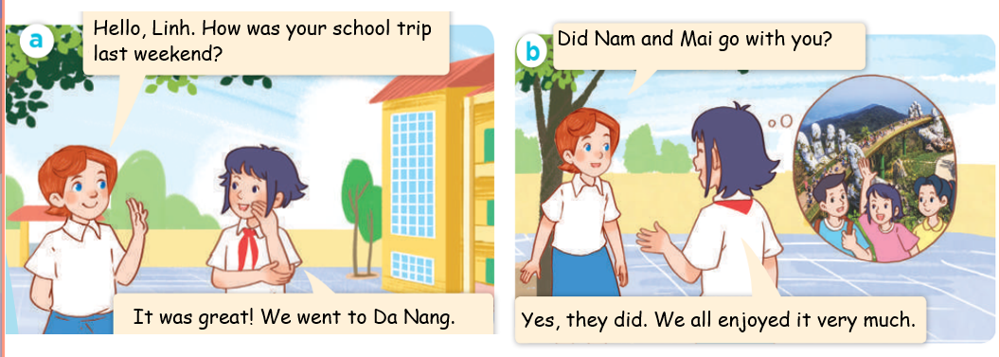 a
Hello, Linh. How was your school trip
last weekend?
It was great! We went to Da Nang.
b
Did Nam and Mai go with you?
Yes, they did. We all enjoyed it very much.